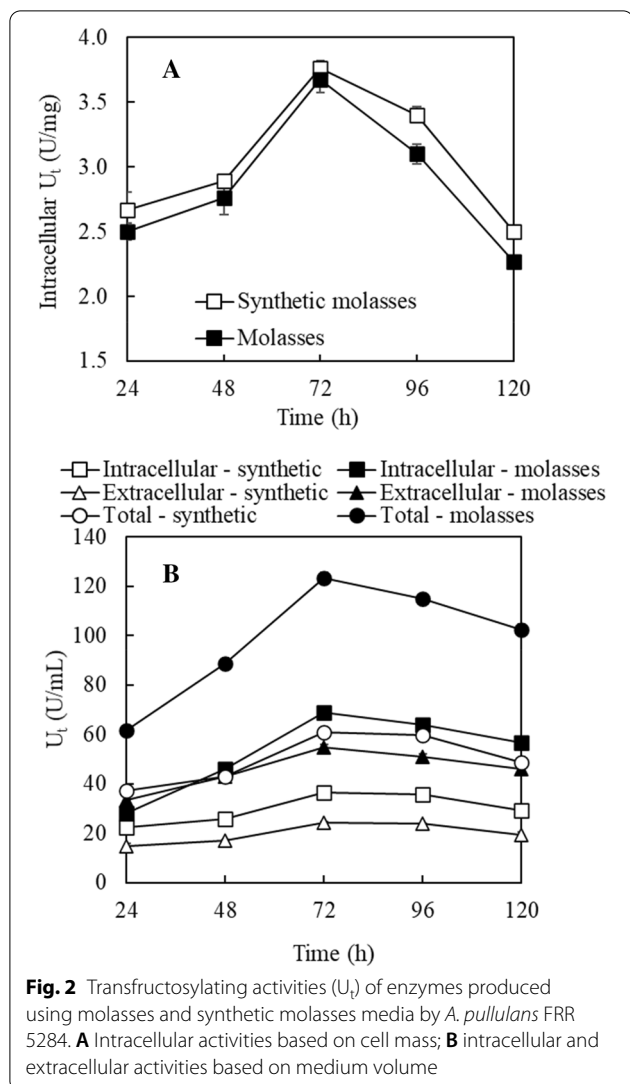 4.0
3.5
3.0
2.5
2.0
1.5
Intracellular Uₜ (U/mg)
A
Synthetic molasses
Molasses
24 48 72 96 120
Time (h)
Intracellular - synthetic Intracellular - molasses
Extracellular - synthetic Extracellular - molasses
Total - synthetic Total - molasses
140
120
100
80
60
40
20
0
Uₜ (U/mL)
B
24 48 72 96 120
Time (h)
Fig. 2 Transfructosylating activities (Uₜ) of enzymes produced
using molasses and synthetic molasses media by A. pullulans FRR
5284. A Intracellular activities based on cell mass; B intracellular and
extracellular activities based on medium volume